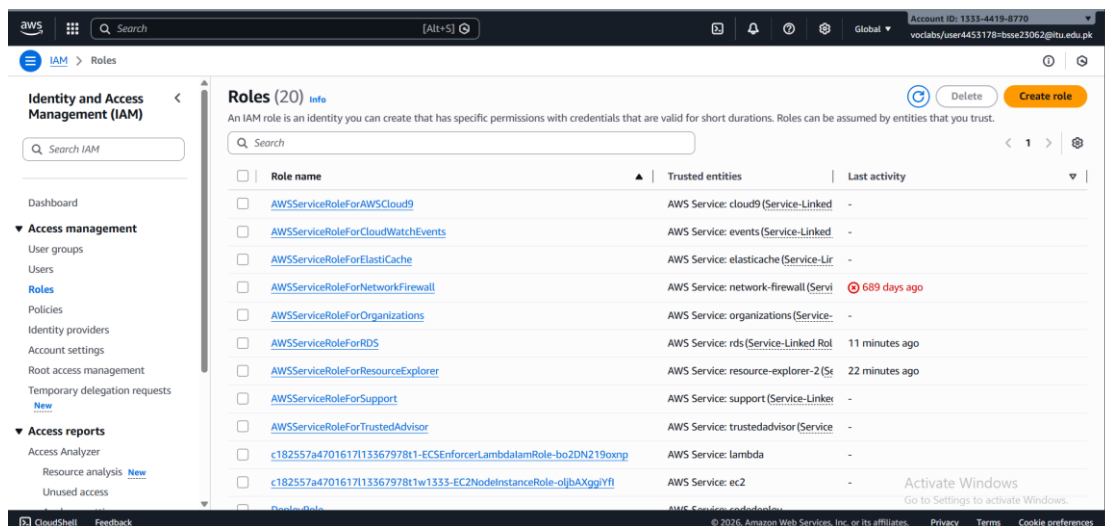 aws
Search [Alt+S]
Global
Account ID: 1333-4419-8770
voclabs/user4453178=bsse23062@itu.edu.pk
IAM > Roles
Identity and Access Management (IAM)
Search IAM
Dashboard
Access management
User groups
Users
Roles
Policies
Identity providers
Account settings
Root access management
Temporary delegation requests
New
Access reports
Access Analyzer
Resource analysis New
Unused access
Roles (20) Info
Delete
Create role
An IAM role is an identity you can create that has specific permissions with credentials that are valid for short durations. Roles can be assumed by entities that you trust.
Search
1
Role name Trusted entities Last activity
AWSServiceRoleForAWSCloud9 AWS Service: cloud9 (Service-Linked -
AWSServiceRoleForCloudWatchEvents AWS Service: events (Service-Linked -
AWSServiceRoleForElastiCache AWS Service: elasticache (Service-Lir -
AWSServiceRoleForNetworkFirewall AWS Service: network-firewall (Servi 689 days ago
AWSServiceRoleForOrganizations AWS Service: organizations (Service- -
AWSServiceRoleForRDS AWS Service: rds (Service-Linked Rol 11 minutes ago
AWSServiceRoleForResourceExplorer AWS Service: resource-explorer-2 (Se 22 minutes ago
AWSServiceRoleForSupport AWS Service: support (Service-Linked -
AWSServiceRoleForTrustedAdvisor AWS Service: trustedadvisor (Service -
c182557a4701617l13367978t1-ECSEnforcerLambdaIamRole-bo2DN219oxnp AWS Service: lambda -
c182557a4701617l13367978t1w1333-EC2NodeInstanceRole-oljbAXggiYfI AWS Service: ec2 -
DeployRole AWS Service: codedeploy
Activate Windows
Go to Settings to activate Windows.
CloudShell Feedback © 2026, Amazon Web Services, Inc. or its affiliates. Privacy Terms Cookie preferences